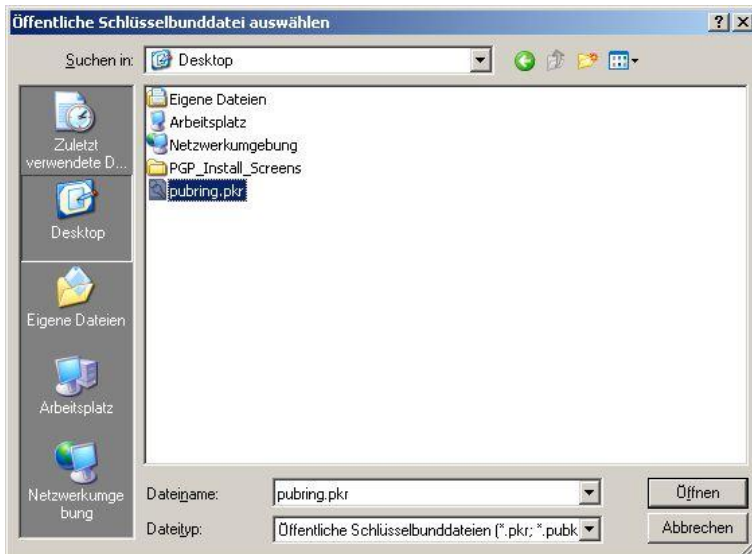 Öffentliche Schlüsselbunddatei auswählen
Suchen in:
Desktop
Zuletzt
verwendete D...
Desktop
Eigene Dateien
Arbeitsplatz
Netzwerkumge
bung
Eigene Dateien
Arbeitsplatz
Netzwerkumgebung
PGP_Install_Screens
pubring.pkr
Dateiname:
pubring.pkr
Öffnen
Dateityp:
Öffentliche Schlüsselbunddateien (*.pkr; *.pubk
Abbrechen